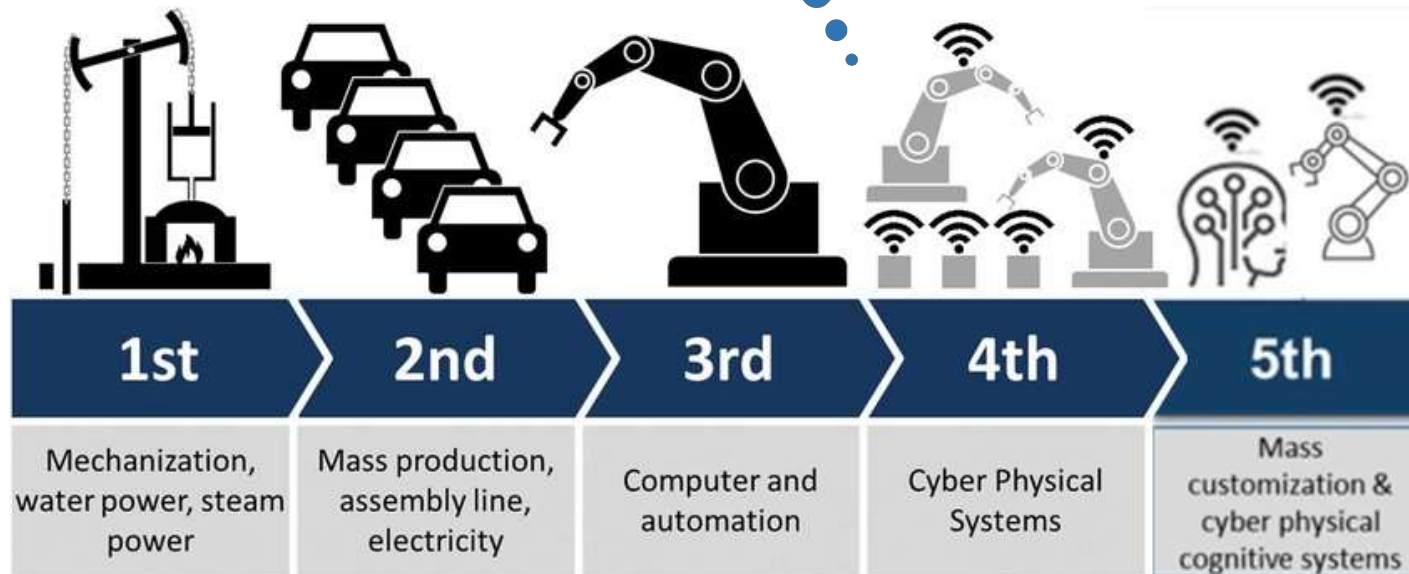 1st
2nd
3rd
4th
5th
Mechanization,
water power, steam
power
Mass production,
assembly line,
electricity
Computer and
automation
Cyber Physical
Systems
Mass
customization &
cyber physical
cognitive systems